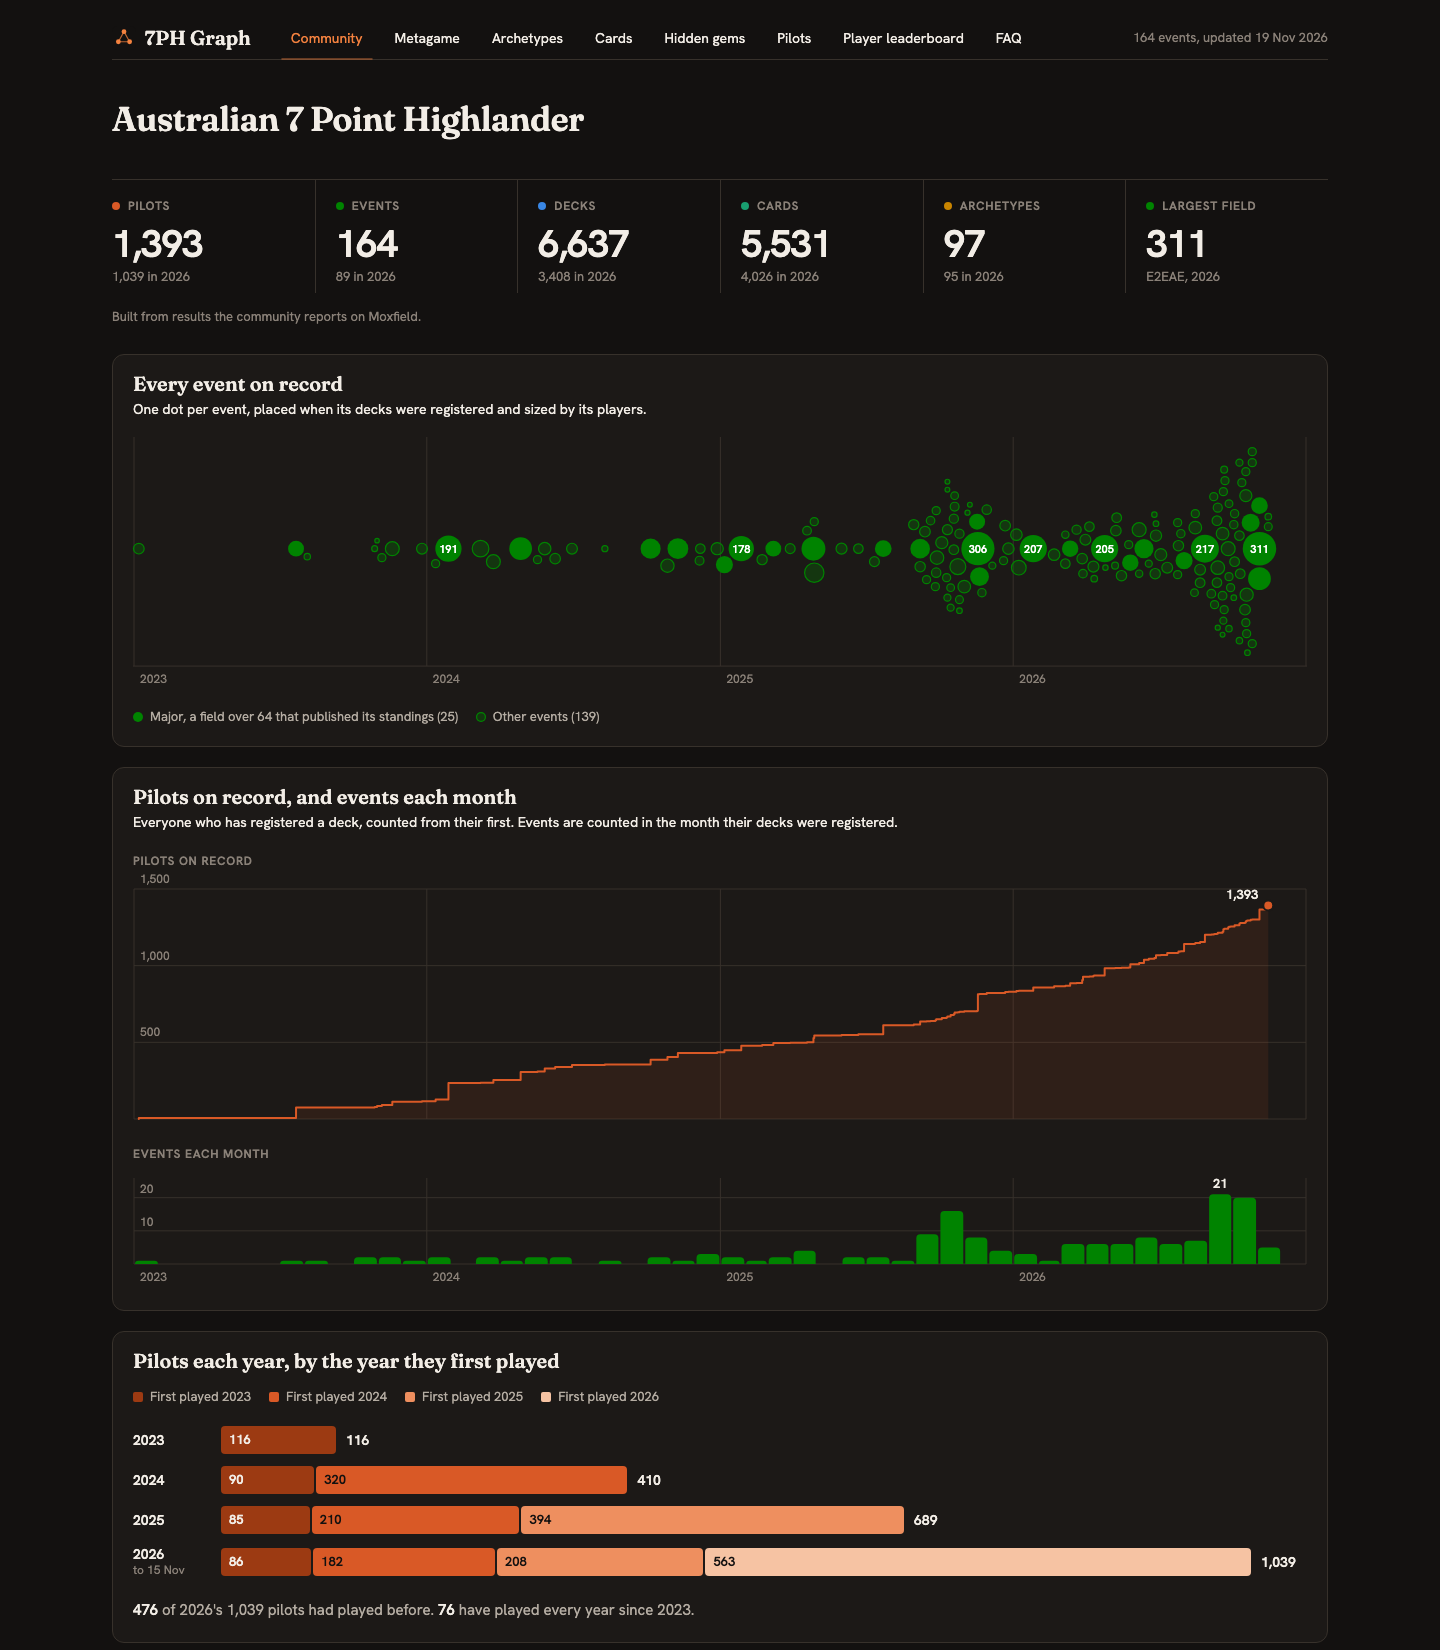 7PH Graph Community Metagame Archetypes Cards Hidden gems Pilots Player leaderboard FAQ 164 events, updated 19 Nov 2026
Australian 7 Point Highlander
PILOTS EVENTS DECKS CARDS ARCHETYPES LARGEST FIELD
1,393 164 6,637 5,531 97 311
1,039 in 2026 89 in 2026 3,408 in 2026 4,026 in 2026 95 in 2026 E2EAE, 2026
Built from results the community reports on Moxfield.
Every event on record
One dot per event, placed when its decks were registered and sized by its players.
191 178 306 207 205 217 311
2023 2024 2025 2026
Major, a field over 64 that published its standings (25) Other events (139)
Pilots on record, and events each month
Everyone who has registered a deck, counted from their first. Events are counted in the month their decks were registered.
PILOTS ON RECORD
1,500
1,393
1,000
500
EVENTS EACH MONTH
21
20
10
2023 2024 2025 2026
Pilots each year, by the year they first played
First played 2023 First played 2024 First played 2025 First played 2026
2023 116 116
2024 90 320 410
2025 85 210 394 689
2026 86 182 208 563 1,039
to 15 Nov
476 of 2026's 1,039 pilots had played before. 76 have played every year since 2023.